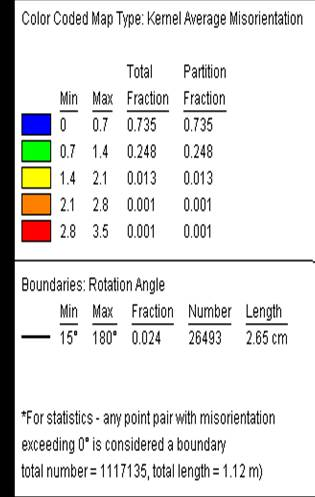 Color Coded Map Type: Kernel Average Misorientation
Total Partition
Min Max Fraction Fraction
0 0.7 0.735 0.735
0.7 1.4 0.248 0.248
1.4 2.1 0.013 0.013
2.1 2.8 0.001 0.001
2.8 3.5 0.001 0.001
Boundaries: Rotation Angle
Min Max Fraction Number Length
15° 180° 0.024 26493 2.65 cm
*For statistics - any point pair with misorientation
exceeding 0° is considered a boundary
total number = 1117135, total length = 1.12 m)